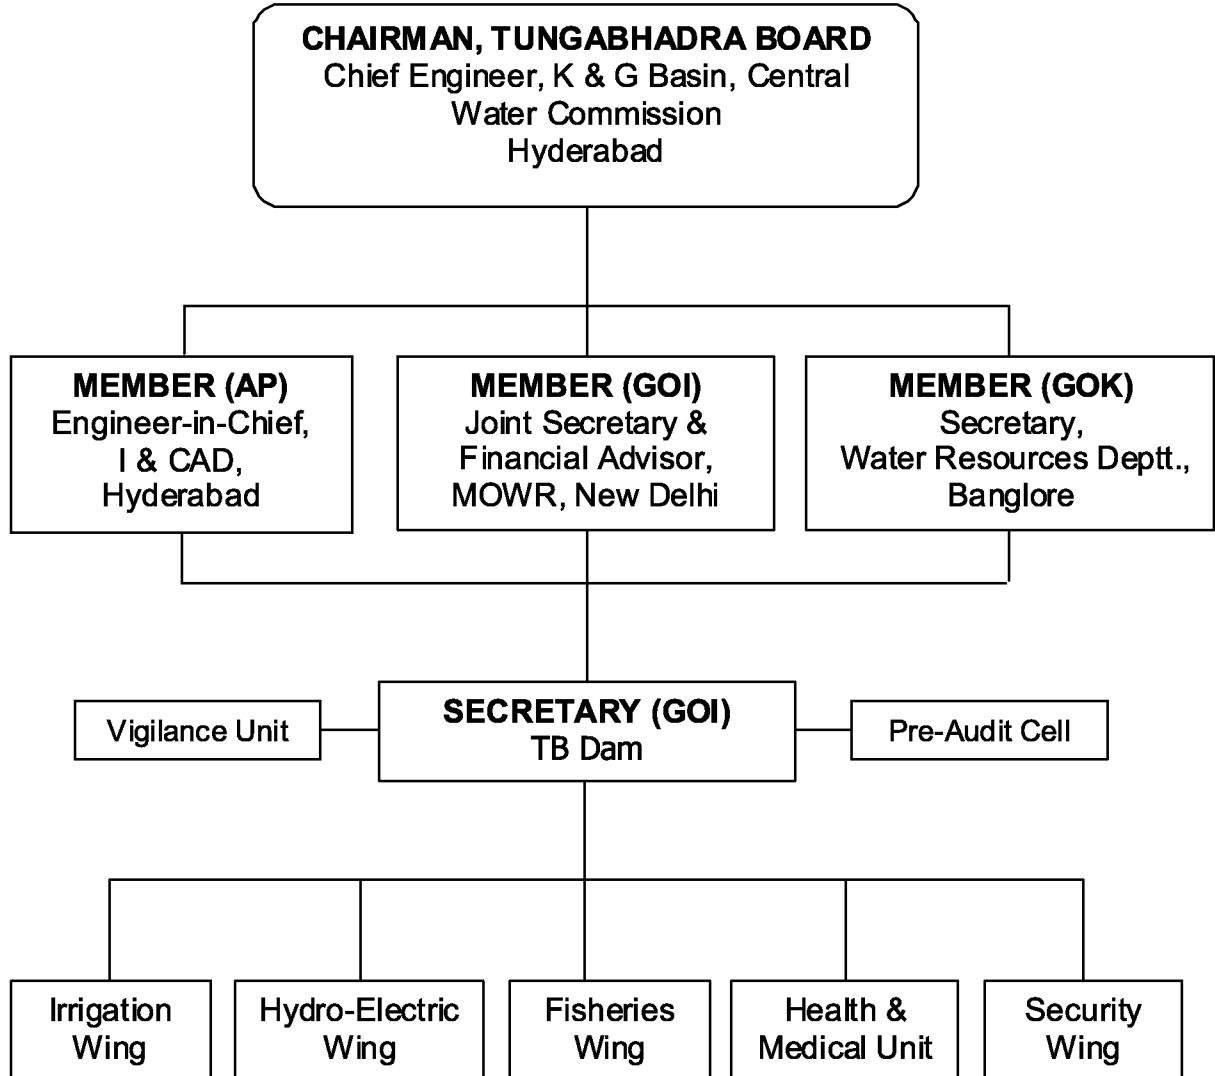 CHAIRMAN, TUNGABHADRA BOARD
Chief Engineer, K & G Basin, Central
Water Commission
Hyderabad
MEMBER (AP)
Engineer-in-Chief,
I & CAD,
Hyderabad
MEMBER (GOI)
Joint Secretary &
Financial Advisor,
MOWR, New Delhi
MEMBER (GOK)
Secretary,
Water Resources Deptt.,
Banglore
Vigilance Unit
SECRETARY (GOI)
TB Dam
Pre-Audit Cell
Irrigation
Wing
Hydro-Electric
Wing
Fisheries
Wing
Health &
Medical Unit
Security
Wing